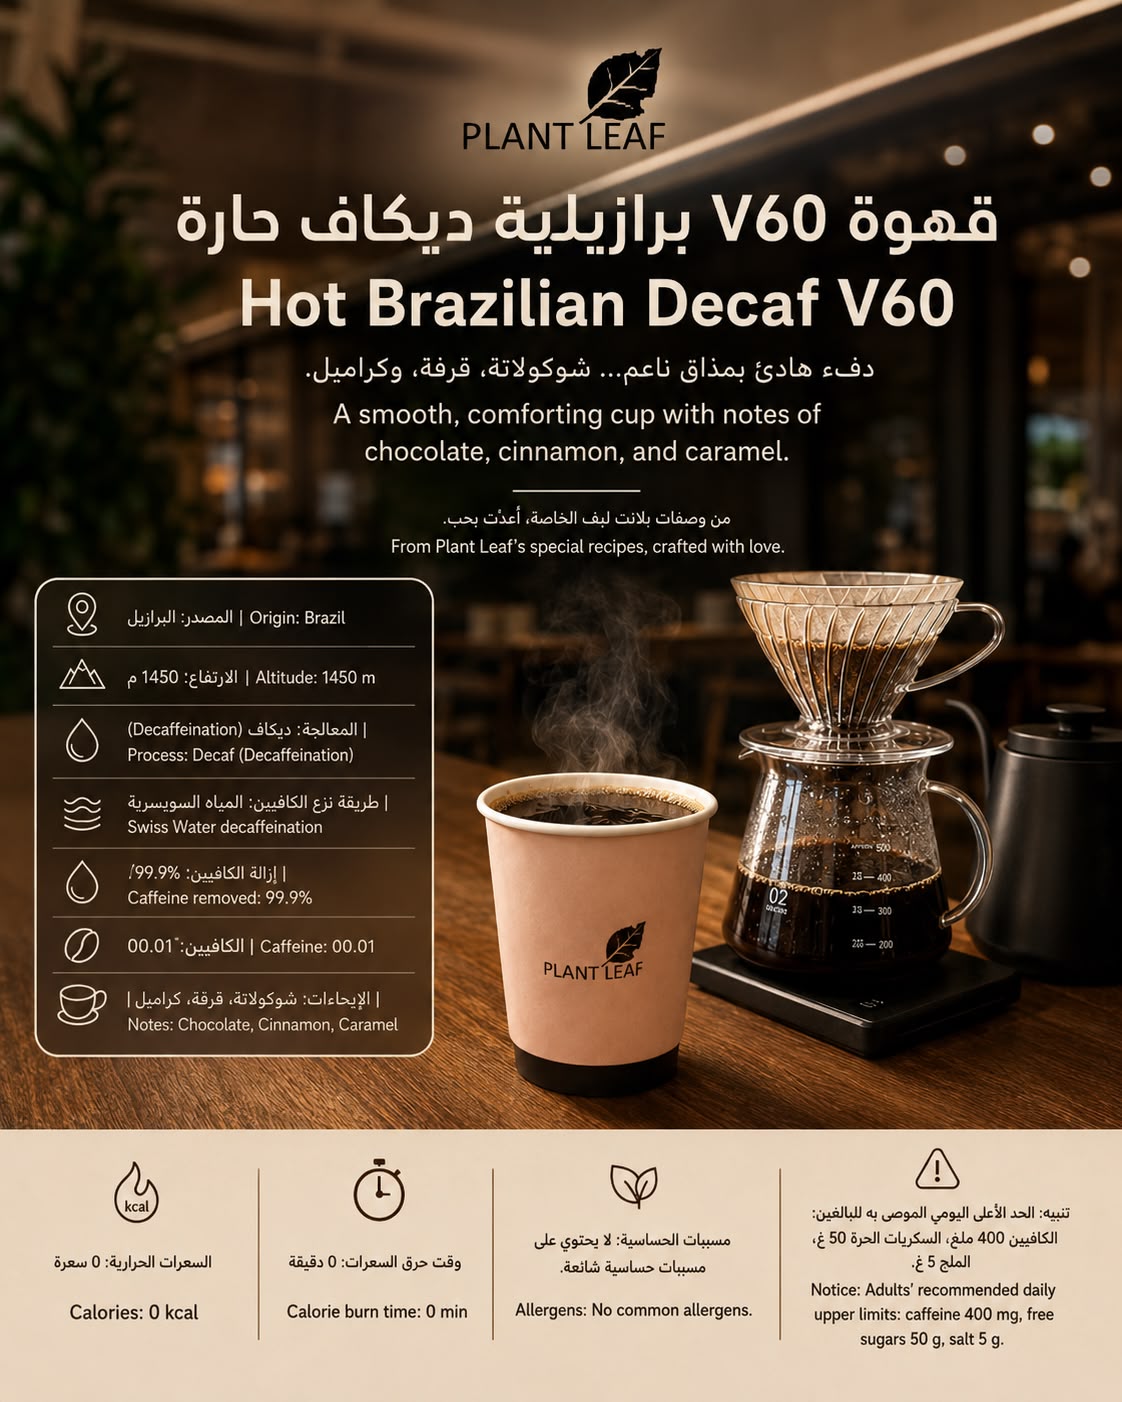 PLANT LEAF
قهوة V60 برازيلية ديكاف حارة
Hot Brazilian Decaf V60
دفء هادئ بمذاق ناعم... شوكولاتة، قرفة، وكراميل.
A smooth, comforting cup with notes of
chocolate, cinnamon, and caramel.
من وصفات بلانت ليف الخاصة، أعدّت بحب.
From Plant Leaf’s special recipes, crafted with love.
المصدر: البرازيل | Origin: Brazil
الارتفاع: 1450 م | Altitude: 1450 m
المعالجة: ديكاف (Decaffeination) |
Process: Decaf (Decaffeination)
طريقة نزع الكافيين: المياه السويسرية |
Swiss Water decaffeination
إزالة الكافيين: 99.9% |
Caffeine removed: 99.9%
الكافيين: 00.01 | Caffeine: 00.01
| الإيحاءات: شوكولاتة، قرقة، كراميل |
Notes: Chocolate, Cinnamon, Caramel
PLANT LEAF
500
400
02
300
200
kcal
السعرات الحرارية: 0 سعرة
Calories: 0 kcal
وقت حرق السعرات: 0 دقيقة
Calorie burn time: 0 min
مسببات الحساسية: لا يحتوي على
مسببات حساسية شائعة.
Allergens: No common allergens.
تنبيه: الحد الأعلى اليومي الموصى به للبالغين:
الكافيين 400 ملغ، السكريات الحرة 50 غ،
الملح 5 غ.
Notice: Adults’ recommended daily
upper limits: caffeine 400 mg, free
sugars 50 g, salt 5 g.